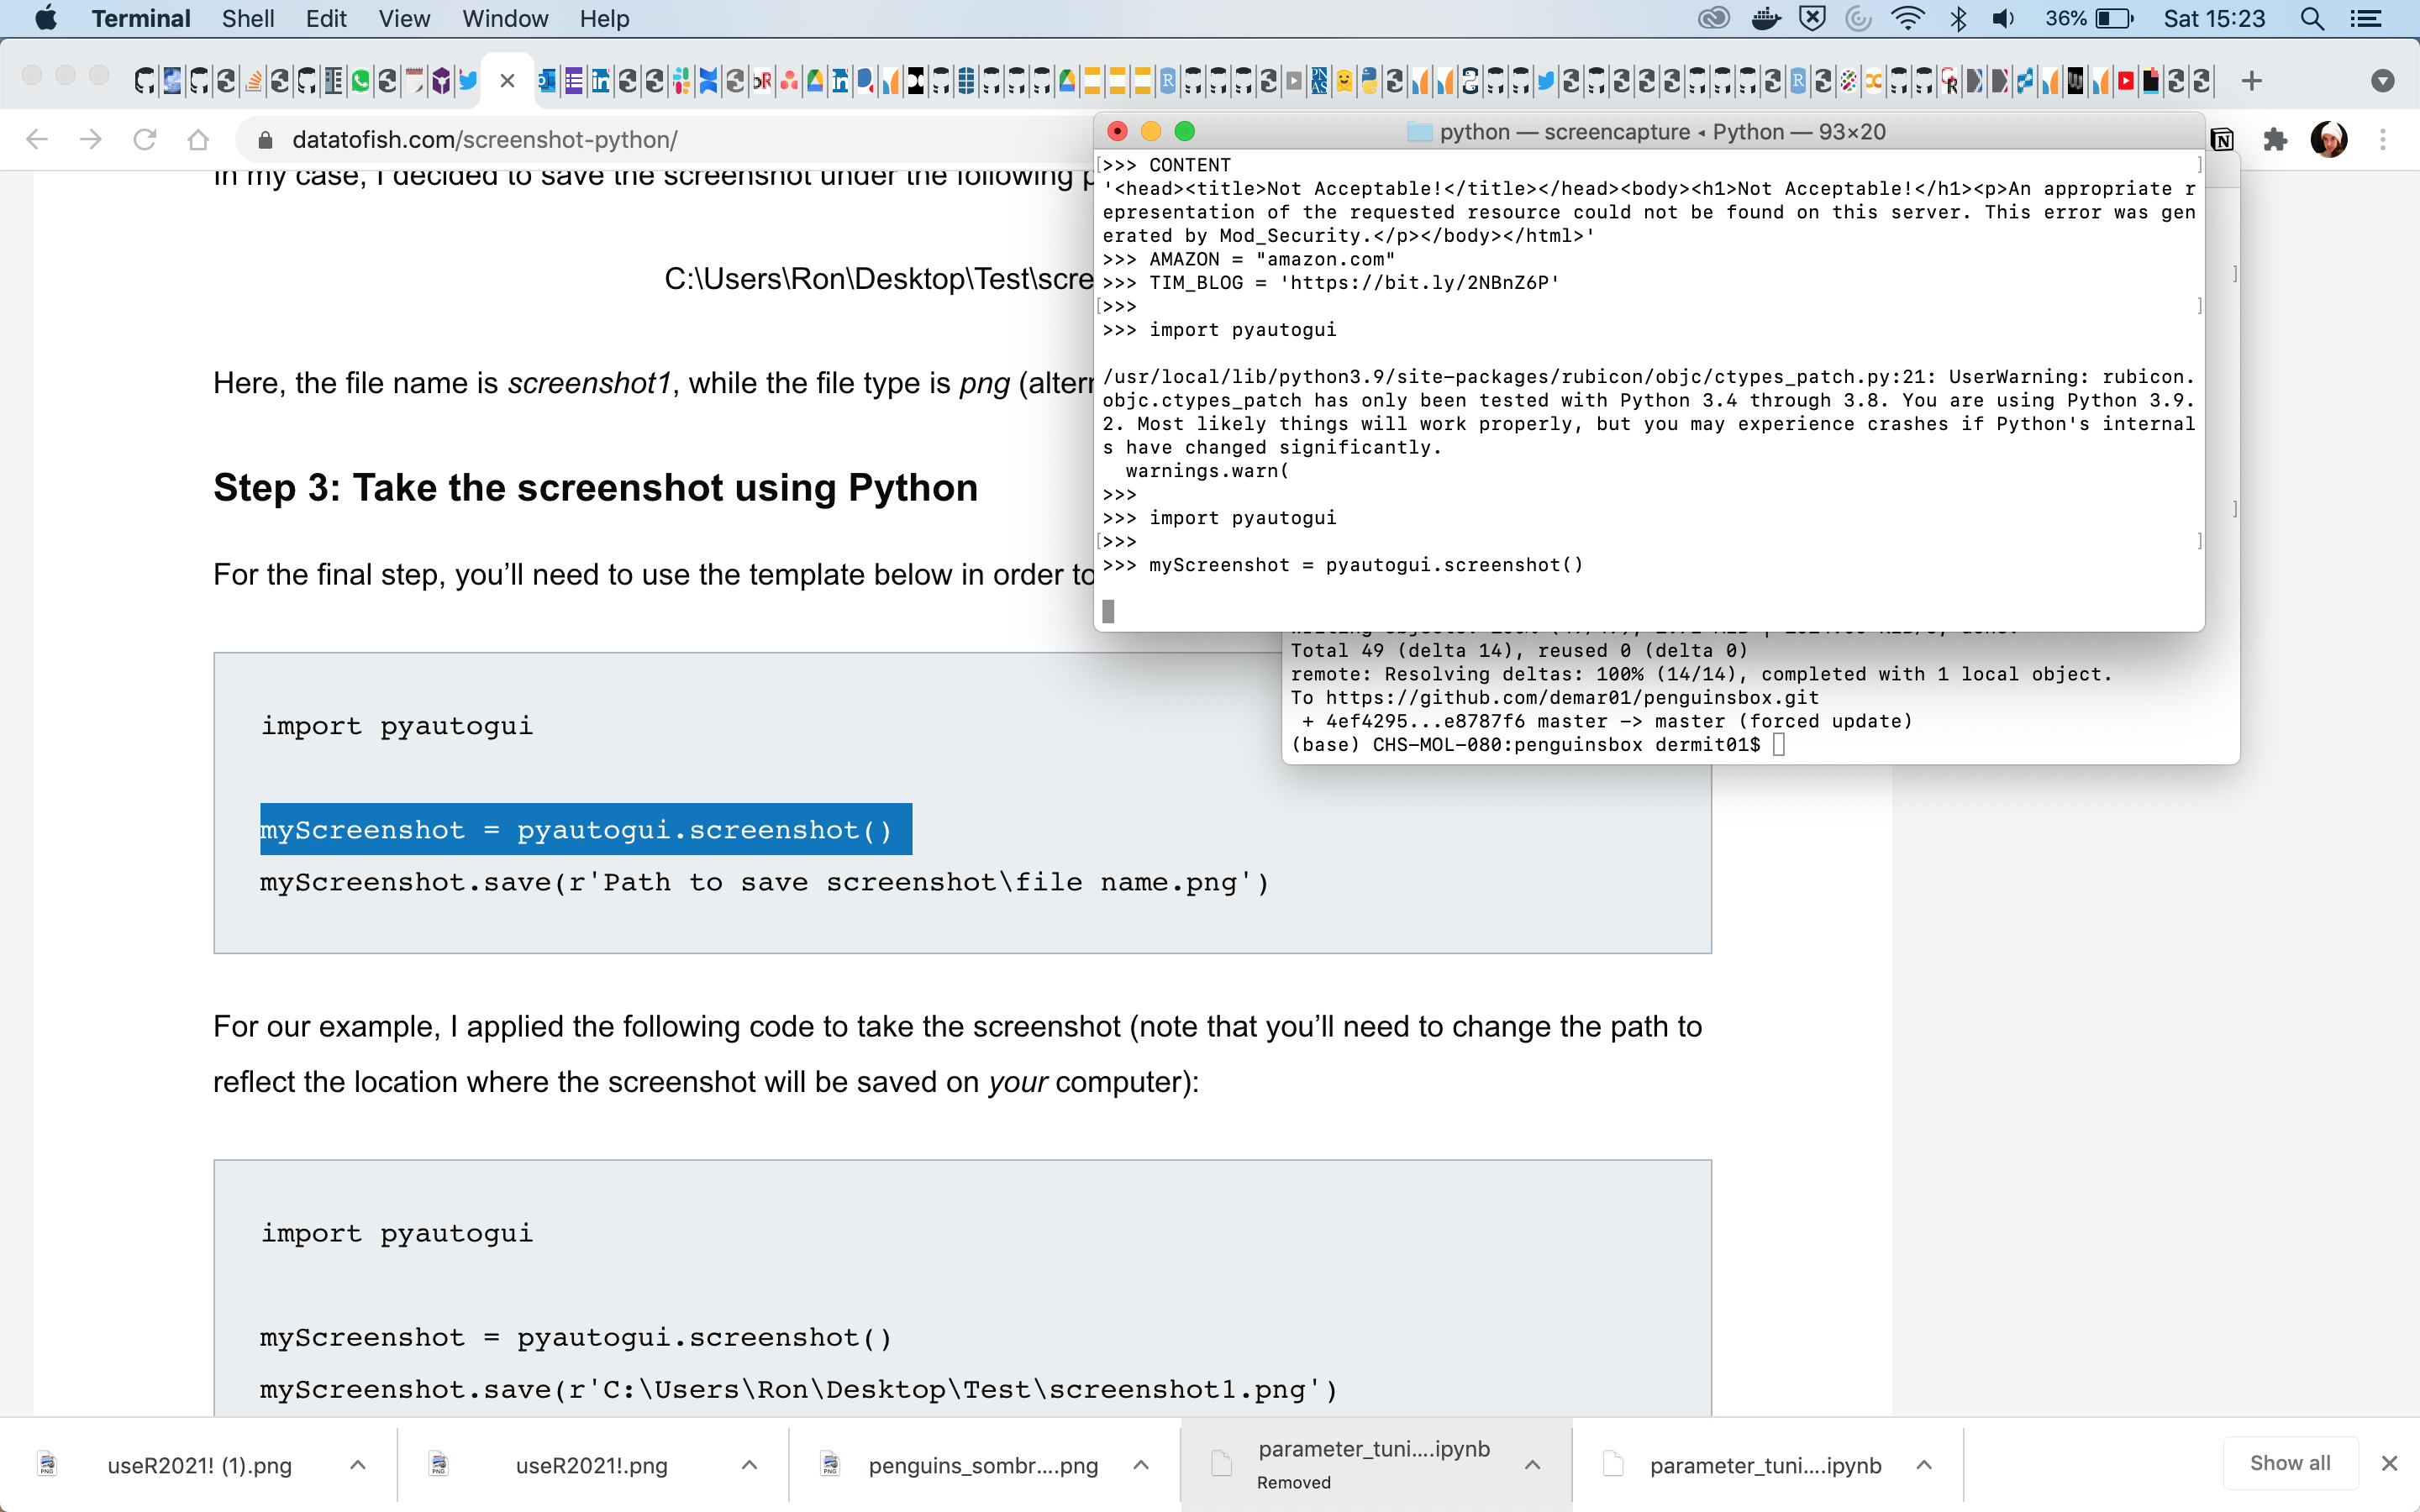 Terminal Shell Edit View Window Help 36% Sat 15:23
datatofish.com/screenshot-python/
In my case, I decided to save the screenshot under the following
C:\Users\Ron\Desktop\Test\scre
Here, the file name is screenshot1, while the file type is png (altern
Step 3: Take the screenshot using Python
For the final step, you’ll need to use the template below in order to
import pyautogui
myScreenshot = pyautogui.screenshot()
myScreenshot.save(r'Path to save screenshot\file name.png')
For our example, I applied the following code to take the screenshot (note that you’ll need to change the path to
reflect the location where the screenshot will be saved on your computer):
import pyautogui
myScreenshot = pyautogui.screenshot()
myScreenshot.save(r'C:\Users\Ron\Desktop\Test\screenshot1.png')
python — screencapture ◂ Python — 93×20
>>> CONTENT
'<head><title>Not Acceptable!</title></head><body><h1>Not Acceptable!</h1><p>An appropriate r
epresentation of the requested resource could not be found on this server. This error was gen
erated by Mod_Security.</p></body></html>'
>>> AMAZON = "amazon.com"
>>> TIM_BLOG = 'https://bit.ly/2NBnZ6P'
>>>
>>> import pyautogui
/usr/local/lib/python3.9/site-packages/rubicon/objc/ctypes_patch.py:21: UserWarning: rubicon.
objc.ctypes_patch has only been tested with Python 3.4 through 3.8. You are using Python 3.9.
2. Most likely things will work properly, but you may experience crashes if Python's internal
s have changed significantly.
  warnings.warn(
>>>
>>> import pyautogui
>>>
>>> myScreenshot = pyautogui.screenshot()
Total 49 (delta 14), reused 0 (delta 0)
remote: Resolving deltas: 100% (14/14), completed with 1 local object.
To https://github.com/demar01/penguinsbox.git
 + 4ef4295...e8787f6 master -> master (forced update)
(base) CHS-MOL-080:penguinsbox dermit01$
useR2021! (1).png
useR2021!.png
penguins_sombr....png
parameter_tuni....ipynb
Removed
parameter_tuni....ipynb
Show all